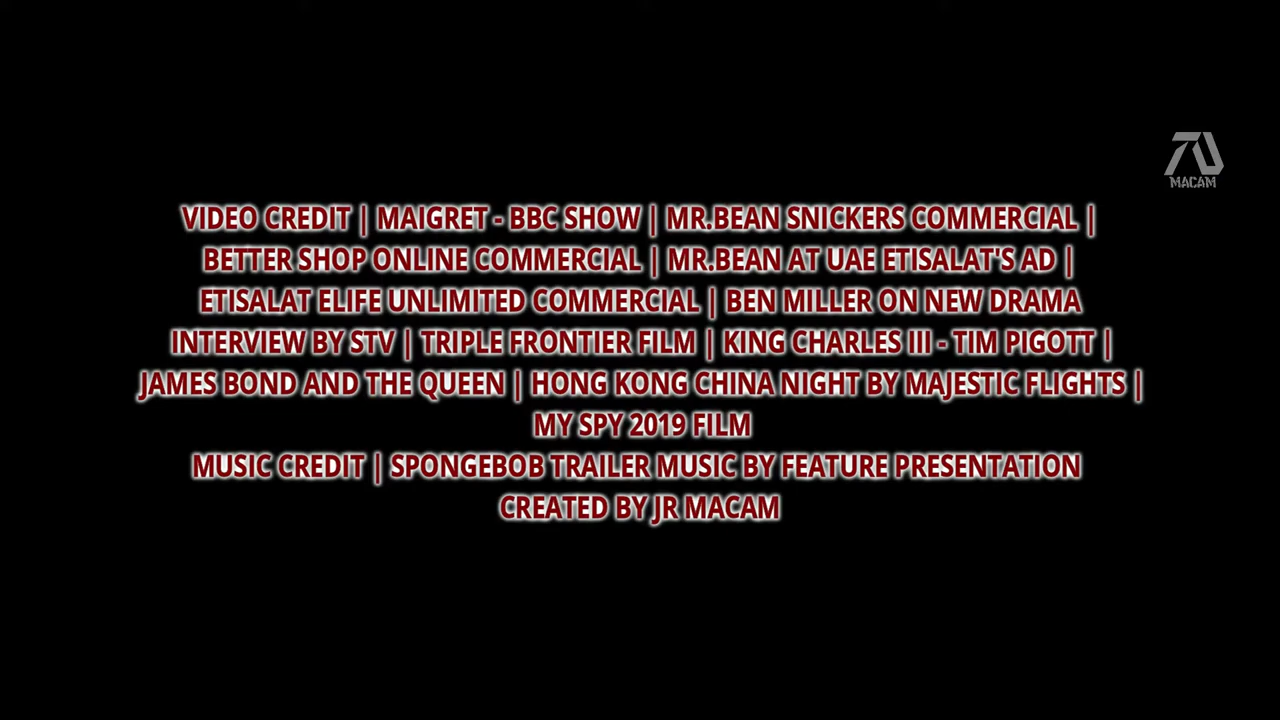 MACAM
VIDEO CREDIT | MAIGRET - BBC SHOW | MR.BEAN SNICKERS COMMERCIAL |
BETTER SHOP ONLINE COMMERCIAL | MR.BEAN AT UAE ETISALAT'S AD |
ETISALAT ELIFE UNLIMITED COMMERCIAL | BEN MILLER ON NEW DRAMA
INTERVIEW BY STV | TRIPLE FRONTIER FILM | KING CHARLES III - TIM PIGOTT |
JAMES BOND AND THE QUEEN | HONG KONG CHINA NIGHT BY MAJESTIC FLIGHTS |
MY SPY 2019 FILM
MUSIC CREDIT | SPONGEBOB TRAILER MUSIC BY FEATURE PRESENTATION
CREATED BY JR MACAM